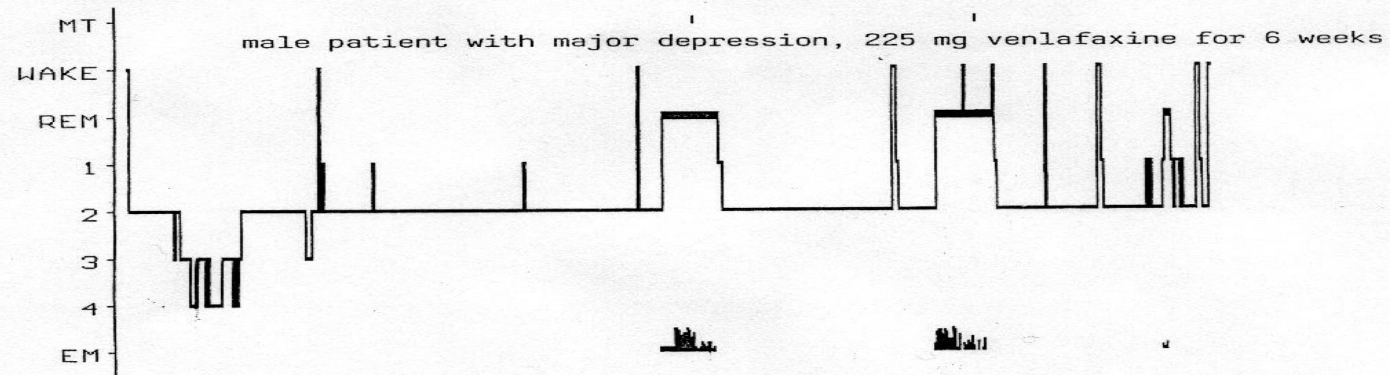 MT
male patient with major depression, 225 mg venlafaxine for 6 weeks
WAKE
REM
1
2
3
4
EM